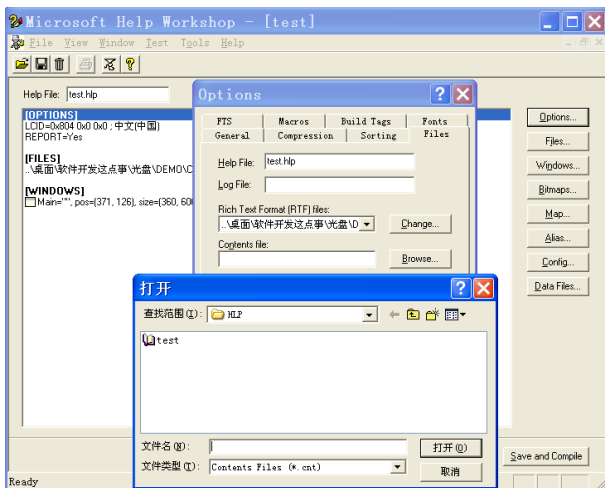 Microsoft Help Workshop - [test]
File View Window Test Tools Help
Help File: test.hlp
[OPTIONS]
LCID=0x804 0x0 0x0 ; 中文(中国)
REPORT=Yes
[FILES]
..\桌面\软件开发这点事\光盘\DEMO\C
[WINDOWS]
Main="", pos=(371, 126), size=(360, 600
Options...
Files...
Windows...
Bitmaps...
Map...
Alias...
Config...
Data Files...
Save and Compile
Ready
Options
FTS Macros Build Tags Fonts
General Compression Sorting Files
Help File: test.hlp
Log File:
Rich Text Format (RTF) files:
..\桌面\软件开发这点事\光盘\D Change...
Contents file:
Browse...
打开
查找范围(I): HLP
test
文件名(N): 打开(O)
文件类型(T): Contents Files (*.cnt) 取消